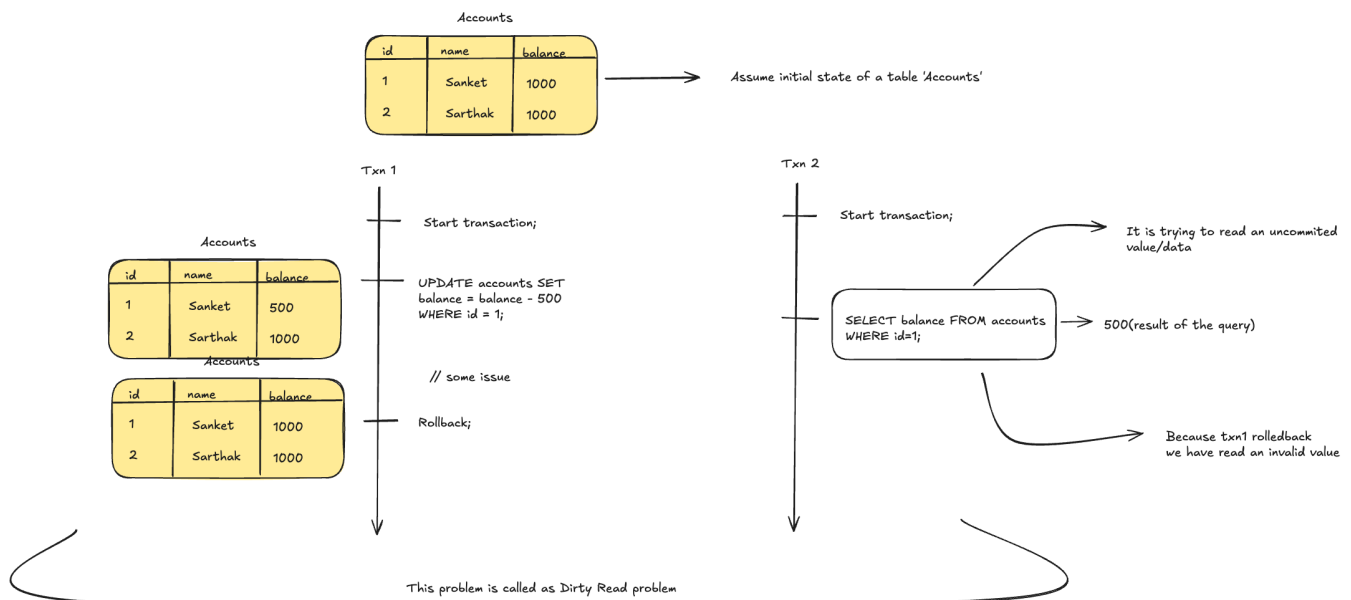 Accounts
id name balance
1 Sanket 1000
2 Sarthak 1000
Assume initial state of a table 'Accounts'
Txn 1
Start transaction;
Accounts
id name balance
1 Sanket 500
2 Sarthak 1000
UPDATE accounts SET
balance = balance - 500
WHERE id = 1;
// some issue
Accounts
id name balance
1 Sanket 1000
2 Sarthak 1000
Rollback;
Txn 2
Start transaction;
SELECT balance FROM accounts
WHERE id=1;
It is trying to read an uncommited
value/data
500(result of the query)
Because txn1 rolledback
we have read an invalid value
This problem is called as Dirty Read problem